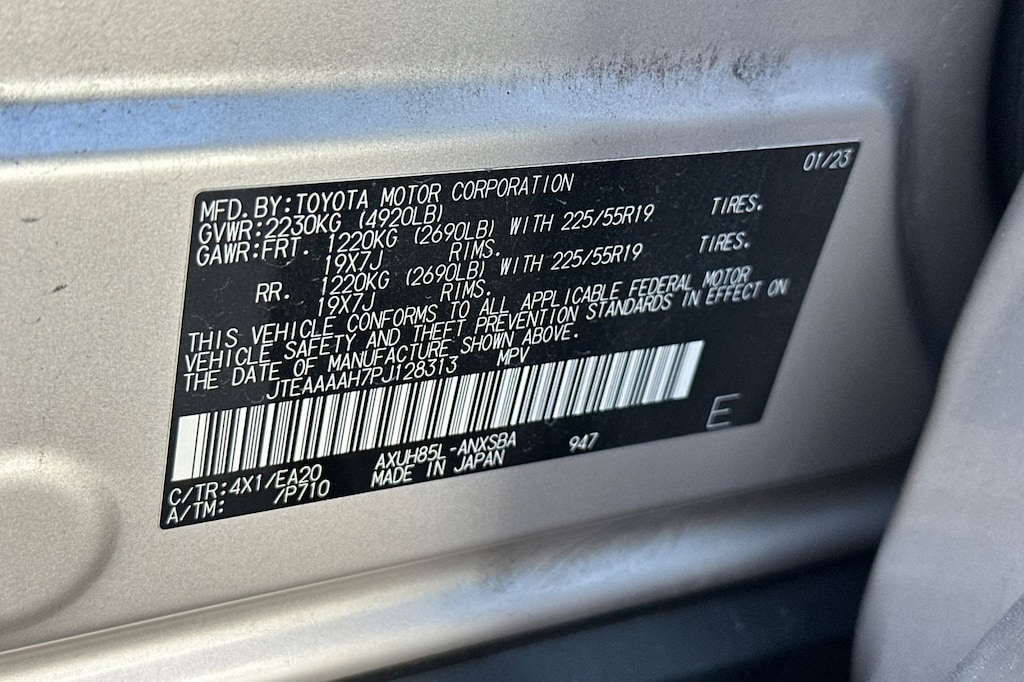 01/23
MFD. BY: TOYOTA MOTOR CORPORATION
GVWR: 2230KG (4920LB)
GAWR: FRT. 1220KG (2690LB) WITH 225/55R19 TIRES.
19X7J RIMS.
RR. 1220KG (2690LB) WITH 225/55R19 TIRES.
19X7J RIMS.
THIS VEHICLE CONFORMS TO ALL APPLICABLE FEDERAL MOTOR
VEHICLE SAFETY AND THEFT PREVENTION STANDARDS IN EFFECT ON
THE DATE OF MANUFACTURE SHOWN ABOVE.
JTEAAAAH7PJ128313 MPV
E
C/TR: 4X1/EA20 AXUH85L-ANXSBA 947
A/TM: /P710 MADE IN JAPAN